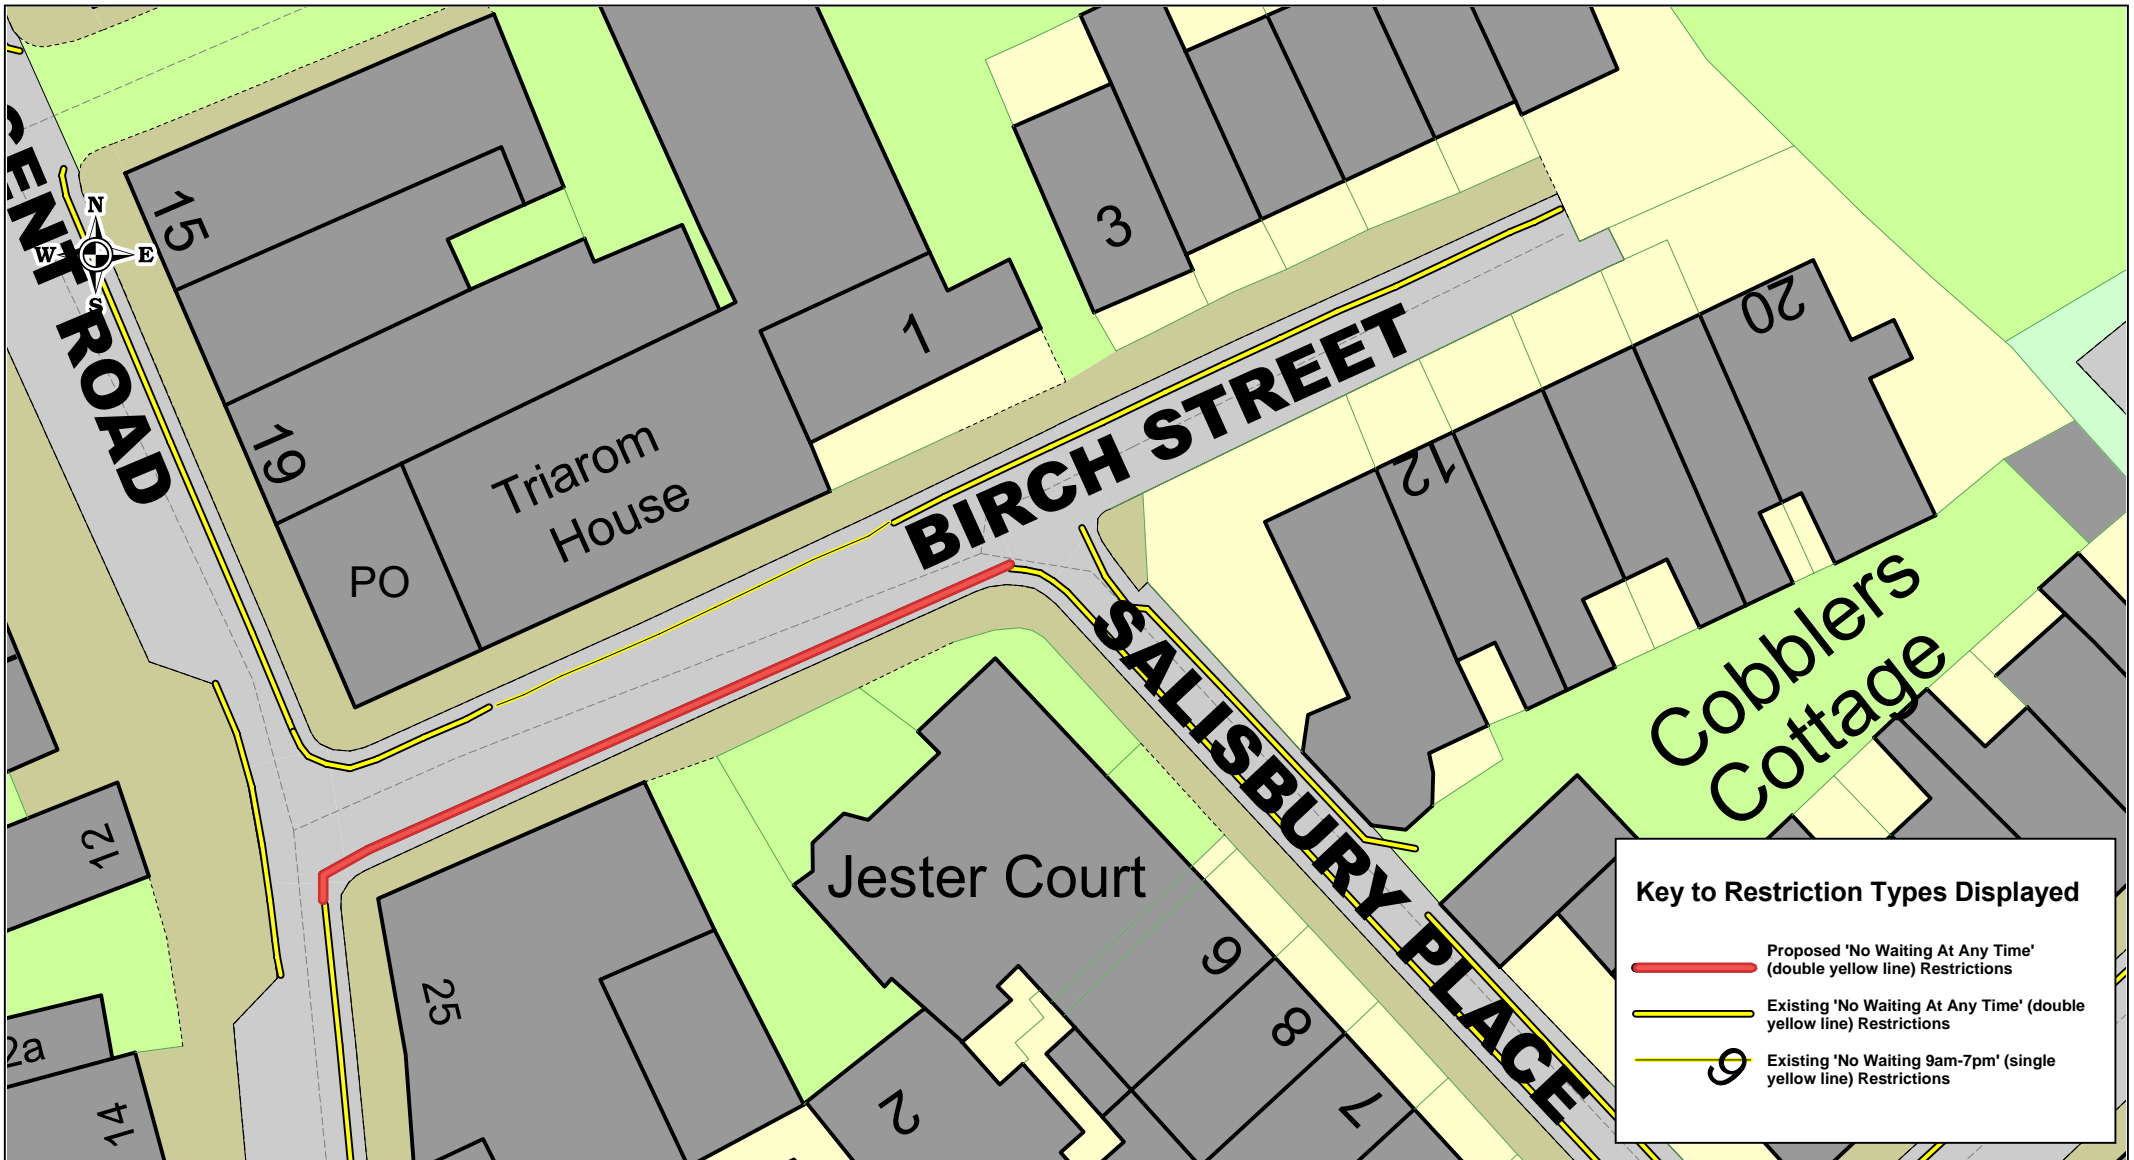 CENT ROAD
N
W
E
S
15
19
PO
Triarom
House
1
3
BIRCH STREET
20
12
Cobblers
Cottage
SALISBURY PLACE
Jester Court
12
25
2a
14
2
9
8
7
Key to Restriction Types Displayed
Proposed 'No Waiting At Any Time'
(double yellow line) Restrictions
Existing 'No Waiting At Any Time' (double
yellow line) Restrictions
9
Existing 'No Waiting 9am-7pm' (single
yellow line) Restrictions